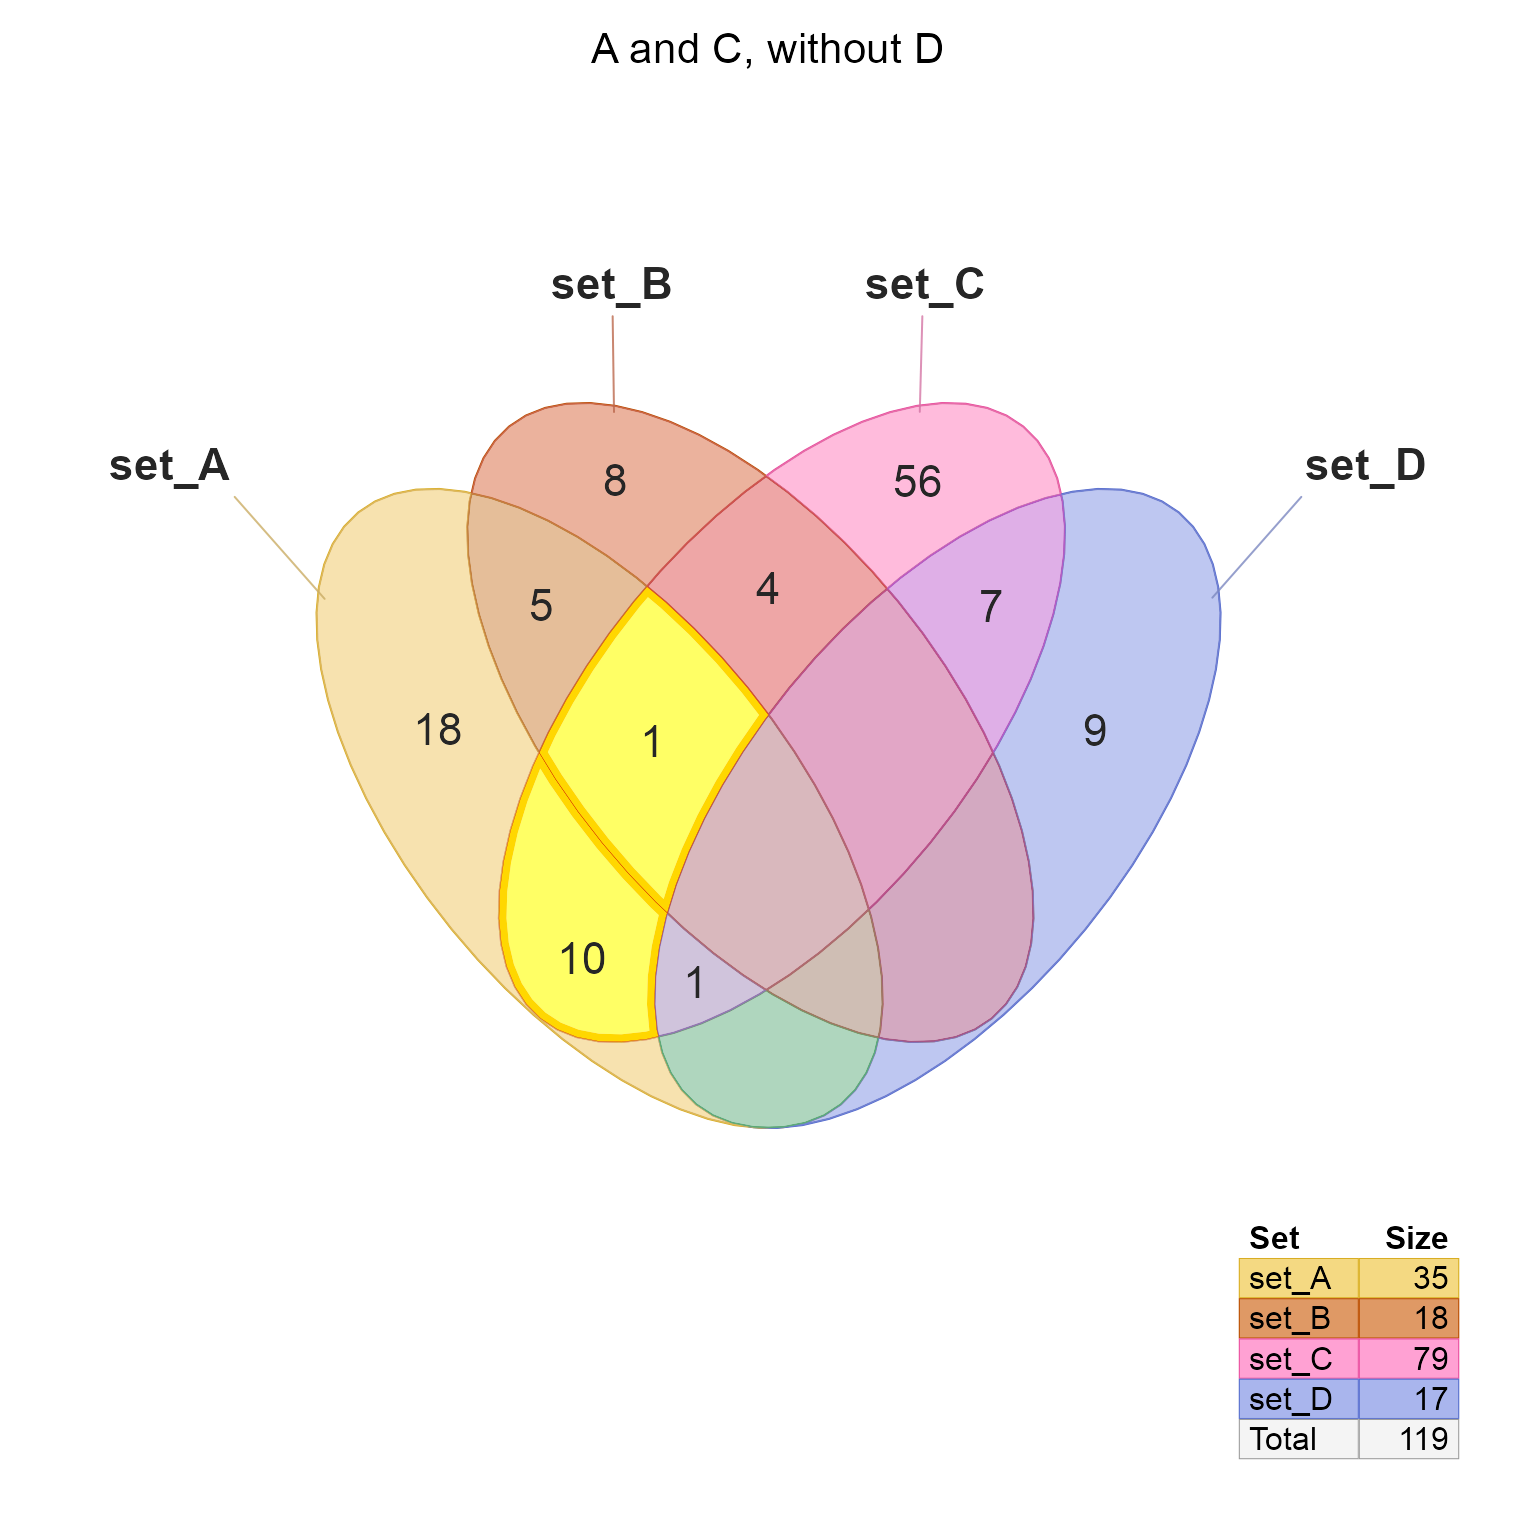 A and C, without D
set_B
set_C
set_A
set_D
8
56
4
5
7
18
1
9
10
1
Set Size
set_A 35
set_B 18
set_C 79
set_D 17
Total 119